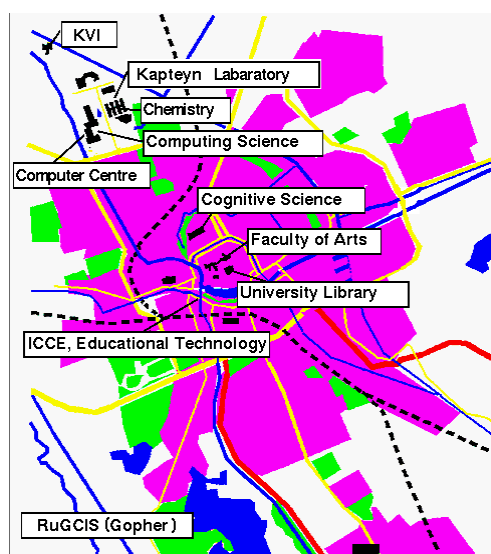 KVI
Kapteyn Labaratory
Chemistry
Computing Science
Computer Centre
Cognitive Science
Faculty of Arts
University Library
ICCE, Educational Technology
RuGCIS (Gopher)